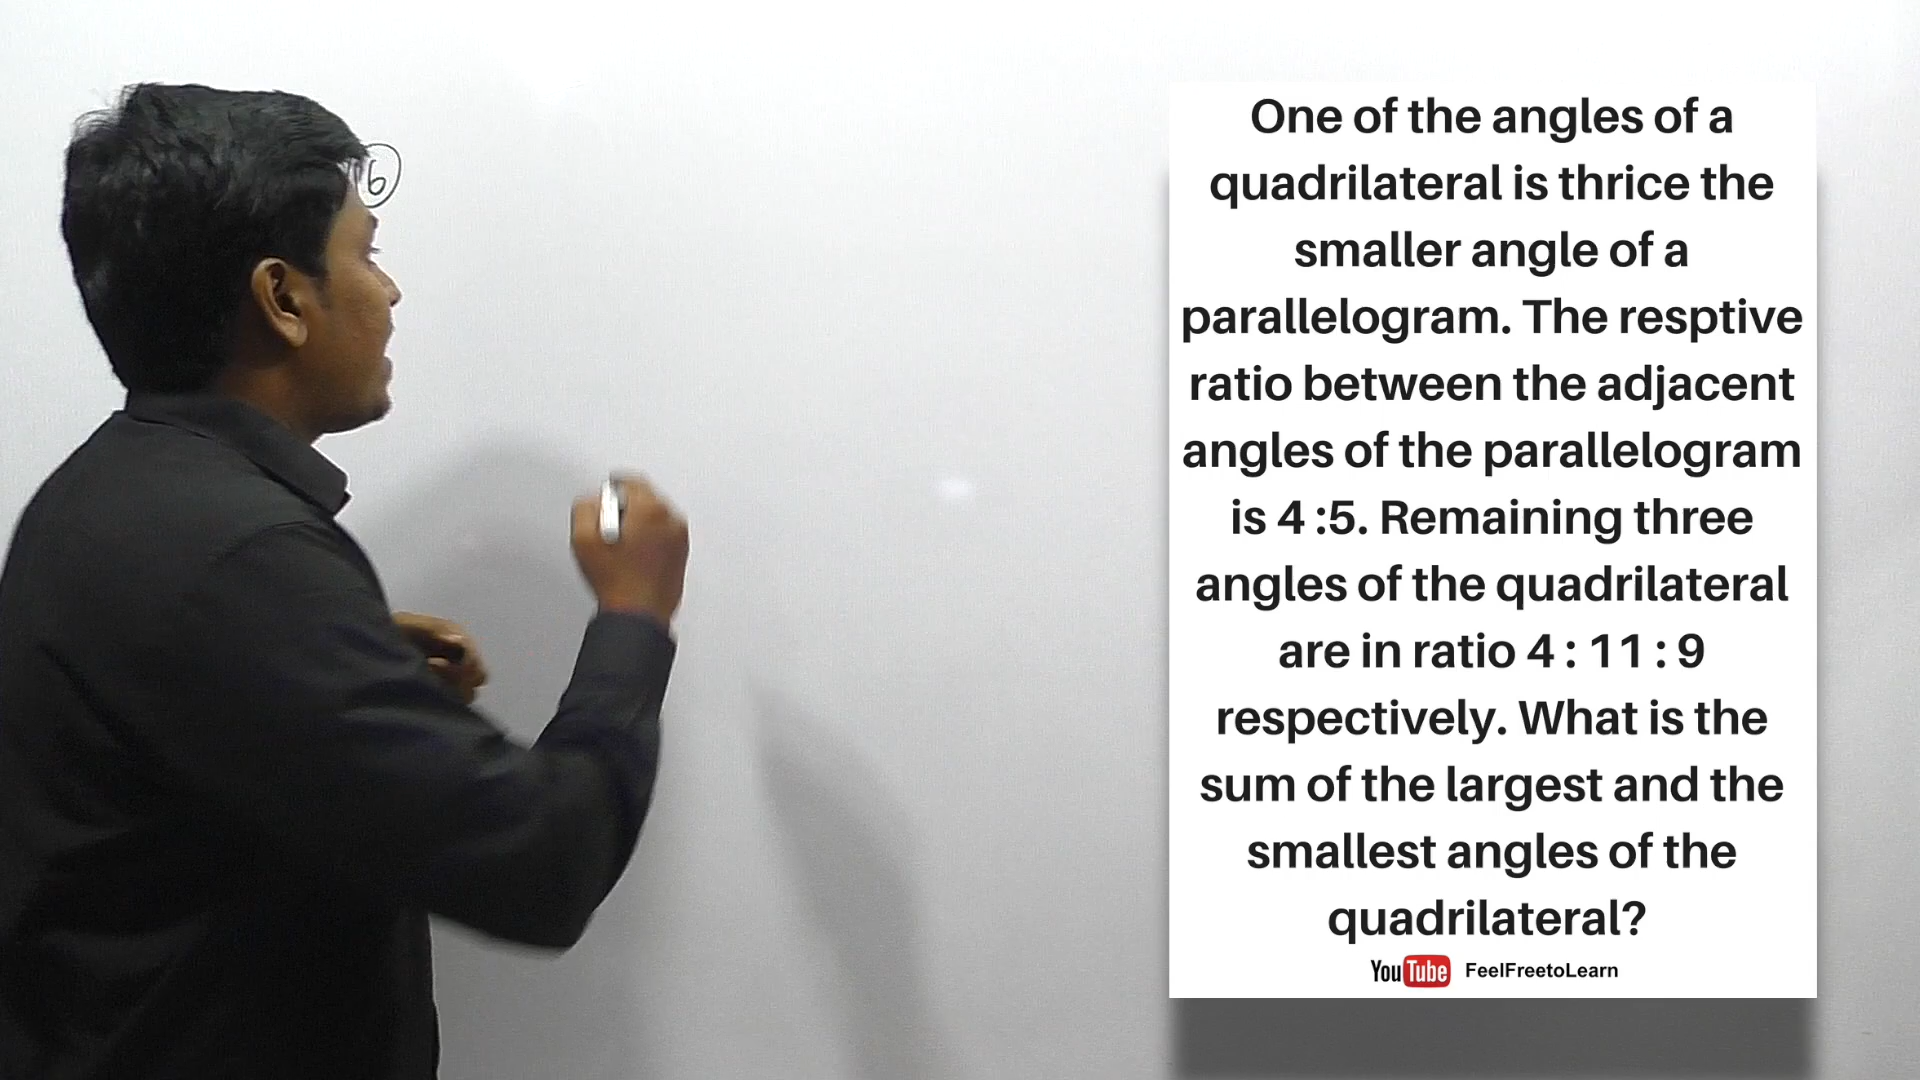 6
One of the angles of a
quadrilateral is thrice the
smaller angle of a
parallelogram. The resptive
ratio between the adjacent
angles of the parallelogram
is 4 :5. Remaining three
angles of the quadrilateral
are in ratio 4 : 11 : 9
respectively. What is the
sum of the largest and the
smallest angles of the
quadrilateral?
YouTube FeelFreetoLearn